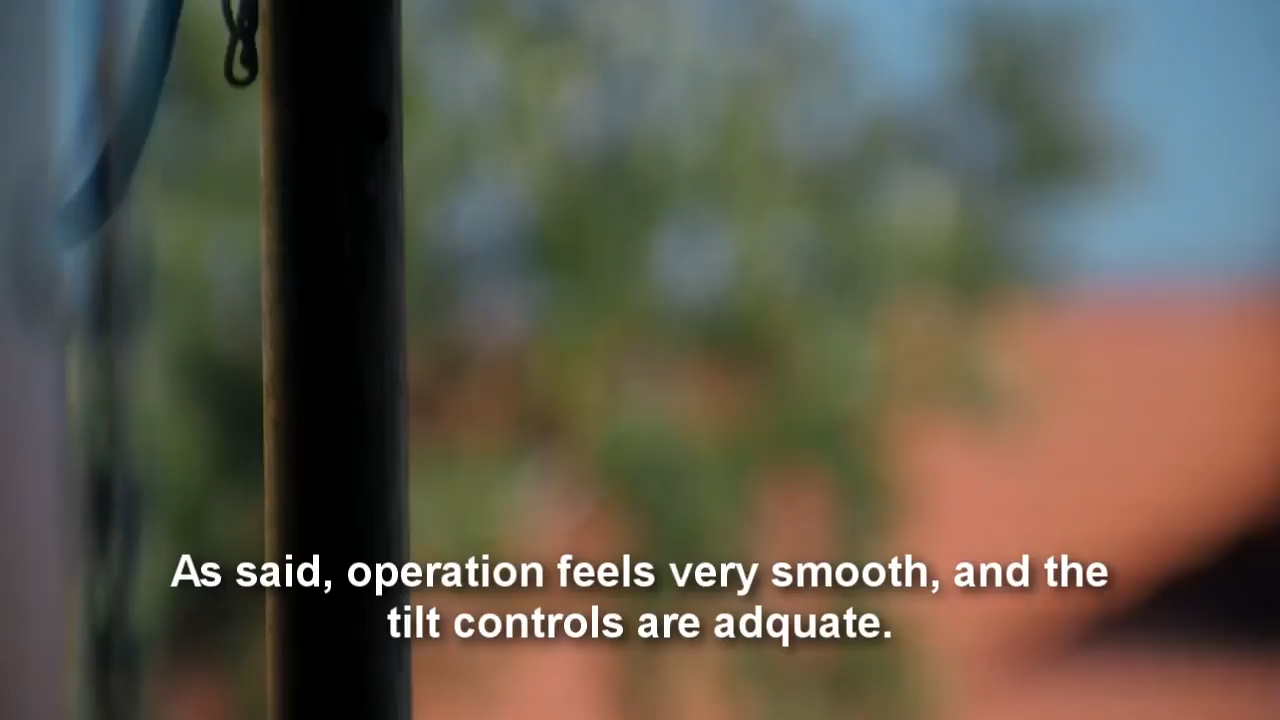 As said, operation feels very smooth, and the
tilt controls are adquate.